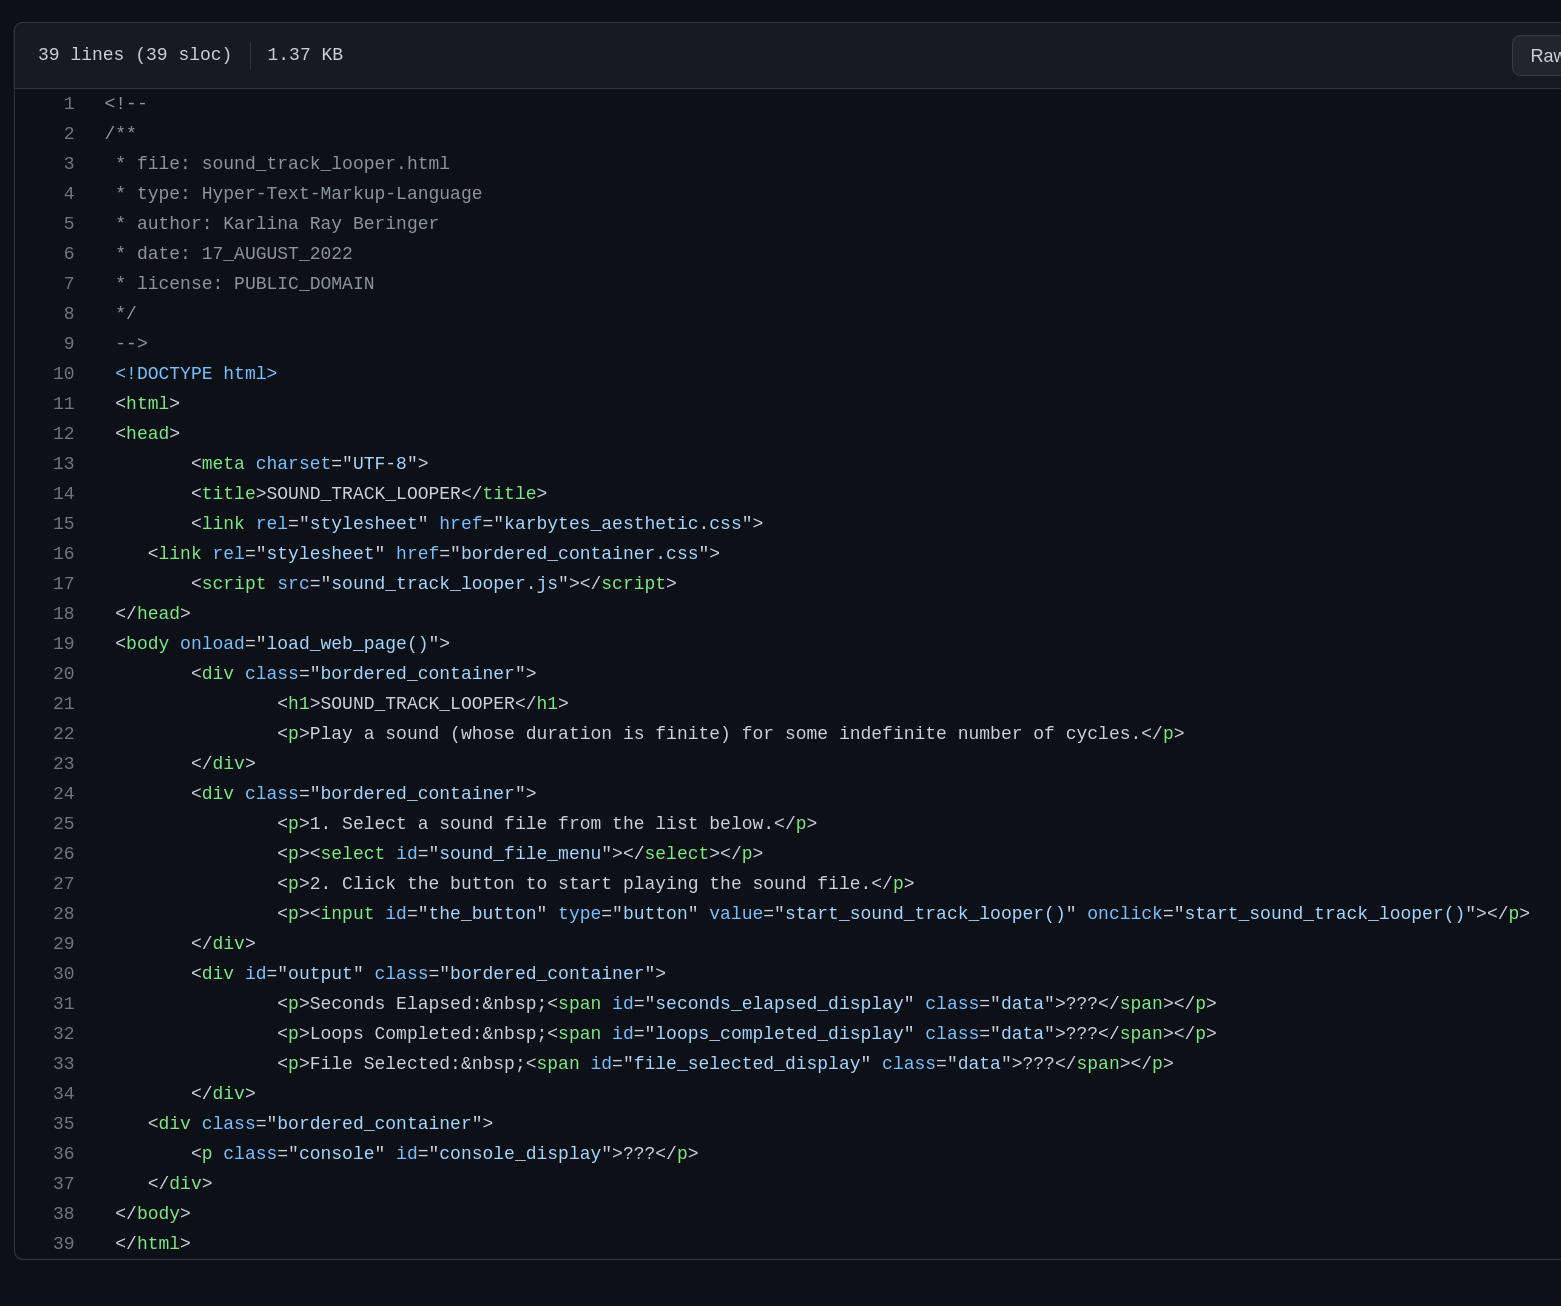 39 lines (39 sloc) 1.37 KB Raw
1 <!--
2 /**
3  * file: sound_track_looper.html
4  * type: Hyper-Text-Markup-Language
5  * author: Karlina Ray Beringer
6  * date: 17_AUGUST_2022
7  * license: PUBLIC_DOMAIN
8  */
9  -->
10  <!DOCTYPE html>
11  <html>
12  <head>
13         <meta charset="UTF-8">
14         <title>SOUND_TRACK_LOOPER</title>
15         <link rel="stylesheet" href="karbytes_aesthetic.css">
16     <link rel="stylesheet" href="bordered_container.css">
17         <script src="sound_track_looper.js"></script>
18  </head>
19  <body onload="load_web_page()">
20         <div class="bordered_container">
21                 <h1>SOUND_TRACK_LOOPER</h1>
22                 <p>Play a sound (whose duration is finite) for some indefinite number of cycles.</p>
23         </div>
24         <div class="bordered_container">
25                 <p>1. Select a sound file from the list below.</p>
26                 <p><select id="sound_file_menu"></select></p>
27                 <p>2. Click the button to start playing the sound file.</p>
28                 <p><input id="the_button" type="button" value="start_sound_track_looper()" onclick="start_sound_track_looper()"></p>
29         </div>
30         <div id="output" class="bordered_container">
31                 <p>Seconds Elapsed:&nbsp;<span id="seconds_elapsed_display" class="data">???</span></p>
32                 <p>Loops Completed:&nbsp;<span id="loops_completed_display" class="data">???</span></p>
33                 <p>File Selected:&nbsp;<span id="file_selected_display" class="data">???</span></p>
34         </div>
35     <div class="bordered_container">
36         <p class="console" id="console_display">???</p>
37     </div>
38  </body>
39  </html>